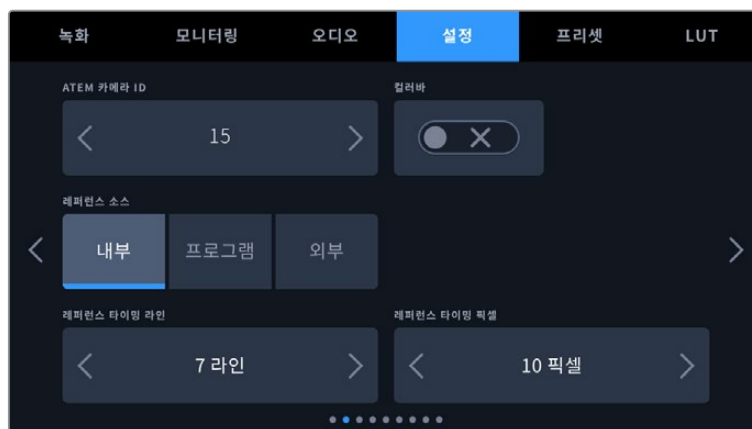 녹화 모니터링 오디오 설정 프리셋 LUT
ATEM 카메라 ID 컬러바
15
레퍼런스 소스
내부 프로그램 외부
레퍼런스 타이밍 라인 레퍼런스 타이밍 픽셀
7 라인 10 픽셀